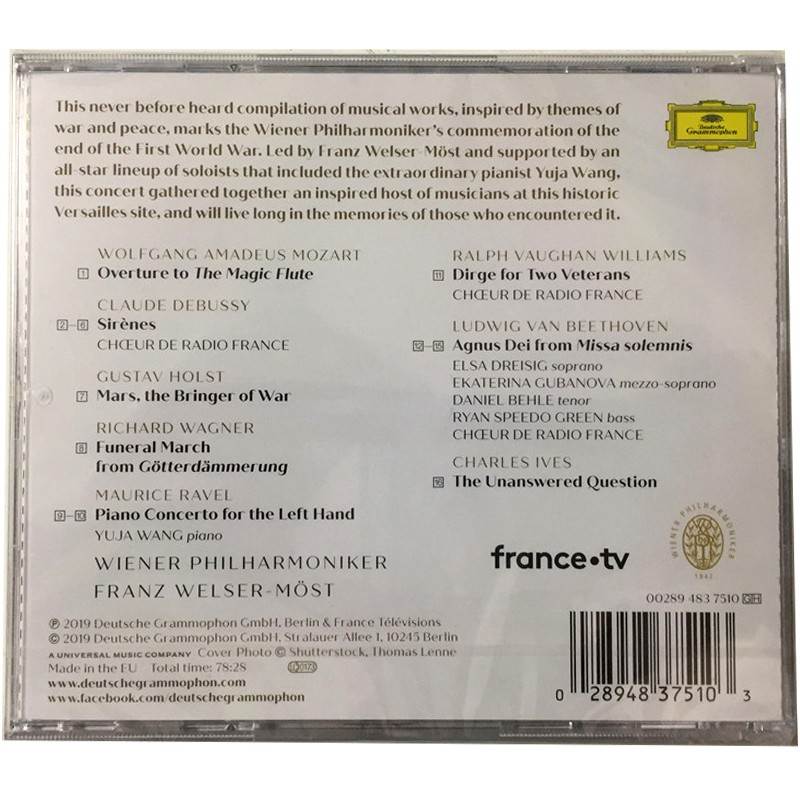 This never before heard compilation of musical works, inspired by themes of
war and peace, marks the Wiener Philharmoniker's commemoration of the
end of the First World War. Led by Franz Welser-Möst and supported by an
all-star lineup of soloists that included the extraordinary pianist Yuja Wang,
this concert gathered together an inspired host of musicians at this historic
Versailles site, and will live long in the memories of those who encountered it.
Deutsche
Grammophon
WOLFGANG AMADEUS MOZART
1 Overture to The Magic Flute
CLAUDE DEBUSSY
2–6 Sirènes
CHŒUR DE RADIO FRANCE
GUSTAV HOLST
7 Mars, the Bringer of War
RICHARD WAGNER
8 Funeral March
from Götterdämmerung
MAURICE RAVEL
9–10 Piano Concerto for the Left Hand
YUJA WANG piano
WIENER PHILHARMONIKER
FRANZ WELSER-MÖST
RALPH VAUGHAN WILLIAMS
11 Dirge for Two Veterans
CHŒUR DE RADIO FRANCE
LUDWIG VAN BEETHOVEN
12–15 Agnus Dei from Missa solemnis
ELSA DREISIG soprano
EKATERINA GUBANOVA mezzo-soprano
DANIEL BEHLE tenor
RYAN SPEEDO GREEN bass
CHŒUR DE RADIO FRANCE
CHARLES IVES
16 The Unanswered Question
france•tv
WIENER PHILHARMONIKER
1842
00289 483 7510 GH
℗ 2019 Deutsche Grammophon GmbH, Berlin & France Télévisions
© 2019 Deutsche Grammophon GmbH, Stralauer Allee 1, 10245 Berlin
A UNIVERSAL MUSIC COMPANY Cover Photo © Shutterstock, Thomas Lenne
Made in the EU Total time: 78:28
www.deutschegrammophon.com
www.facebook.com/deutschegrammophon
0 28948 37510 3